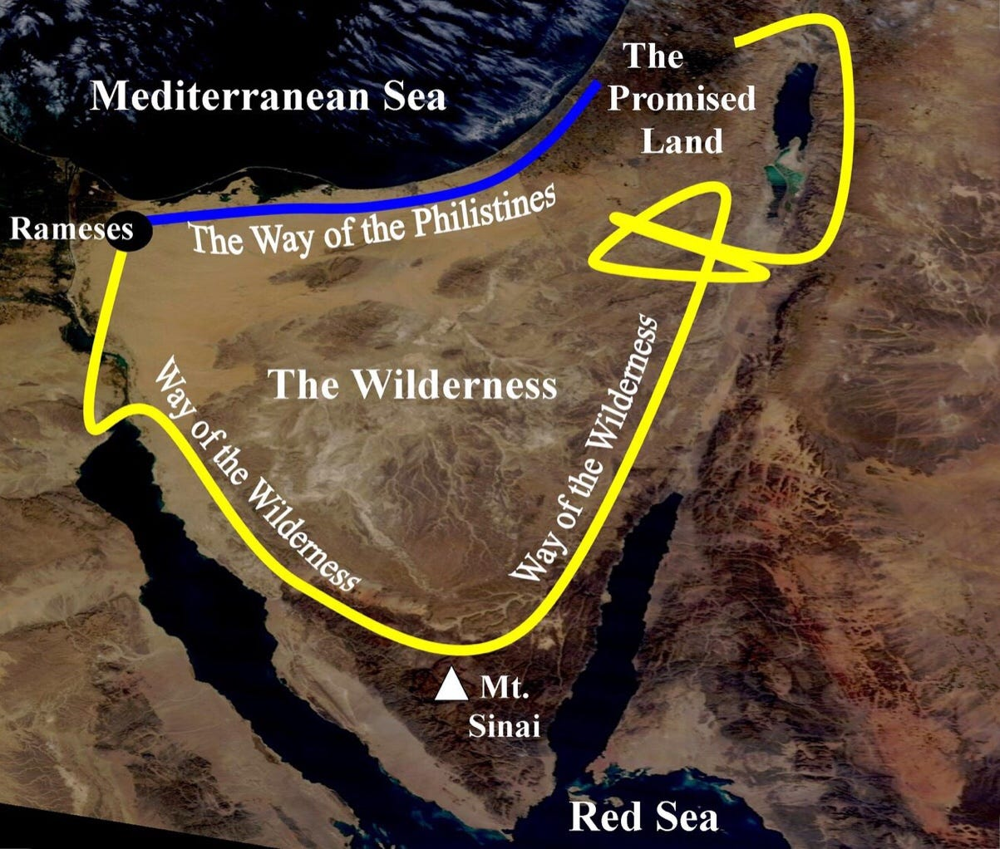 The
Promised
Land
Mediterranean Sea
Rameses
The Way of the Philistines
The Wilderness
Way of the Wilderness
Way of the Wilderness
Mt.
Sinai
Red Sea